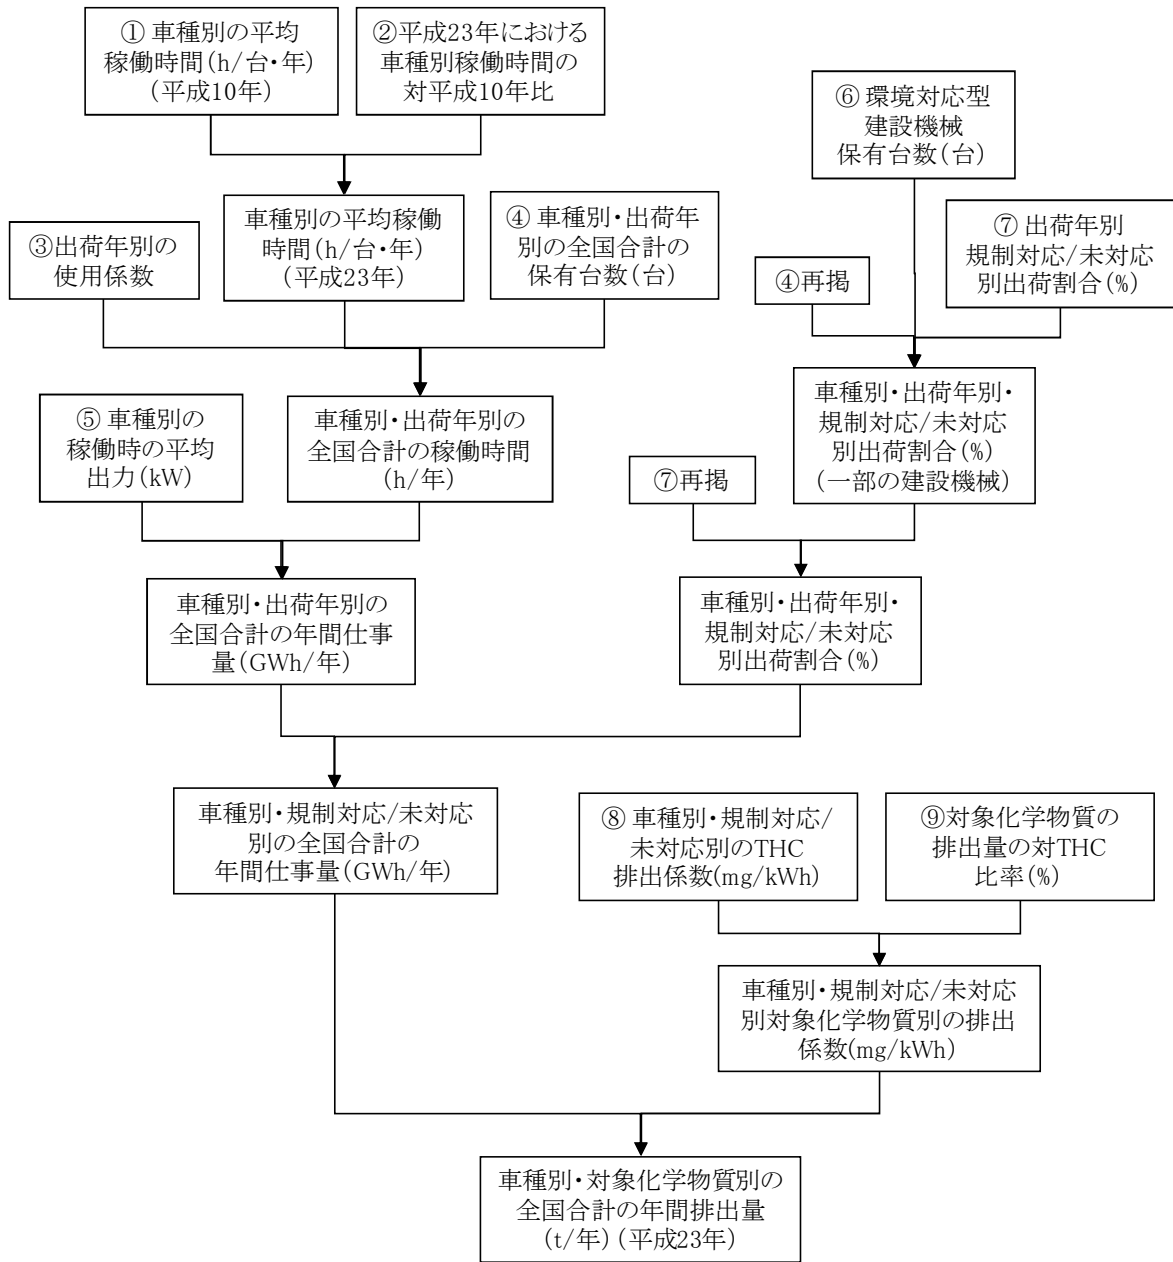 ① 車種別の平均
稼働時間(h/台・年)
(平成10年)
②平成23年における
車種別稼働時間の
対平成10年比
⑥ 環境対応型
建設機械
保有台数(台)
③出荷年別の
使用係数
車種別の平均稼働
時間(h/台・年)
(平成23年)
④ 車種別・出荷年
別の全国合計の
保有台数(台)
④再掲
⑦ 出荷年別
規制対応/未対応
別出荷割合(%)
⑤ 車種別の
稼働時の平均
出力(kW)
車種別・出荷年別の
全国合計の稼働時間
(h/年)
⑦再掲
車種別・出荷年別・
規制対応/未対応
別出荷割合(%)
(一部の建設機械)
車種別・出荷年別の
全国合計の年間仕事
量(GWh/年)
車種別・出荷年別・
規制対応/未対応
別出荷割合(%)
車種別・規制対応/未対応
別の全国合計の
年間仕事量(GWh/年)
⑧ 車種別・規制対応/
未対応別のTHC
排出係数(mg/kWh)
⑨対象化学物質の
排出量の対THC
比率(%)
車種別・規制対応/未対応
別対象化学物質別の排出
係数(mg/kWh)
車種別・対象化学物質別の
全国合計の年間排出量
(t/年)(平成23年)